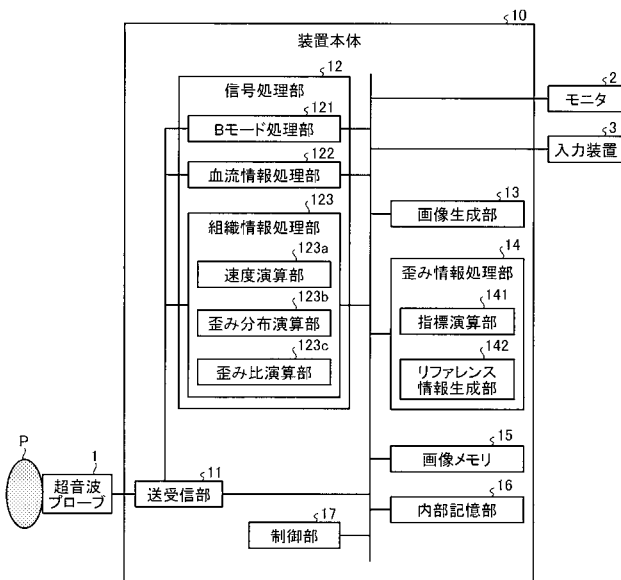 10
装置本体
12
信号処理部
121
Bモード処理部
122
血流情報処理部
123
組織情報処理部
123a
速度演算部
123b
歪み分布演算部
123c
歪み比演算部
2
モニタ
3
入力装置
13
画像生成部
14
歪み情報処理部
141
指標演算部
142
リファレンス
情報生成部
15
画像メモリ
16
内部記憶部
17
制御部
11
送受信部
P
1
超音波
プローブ